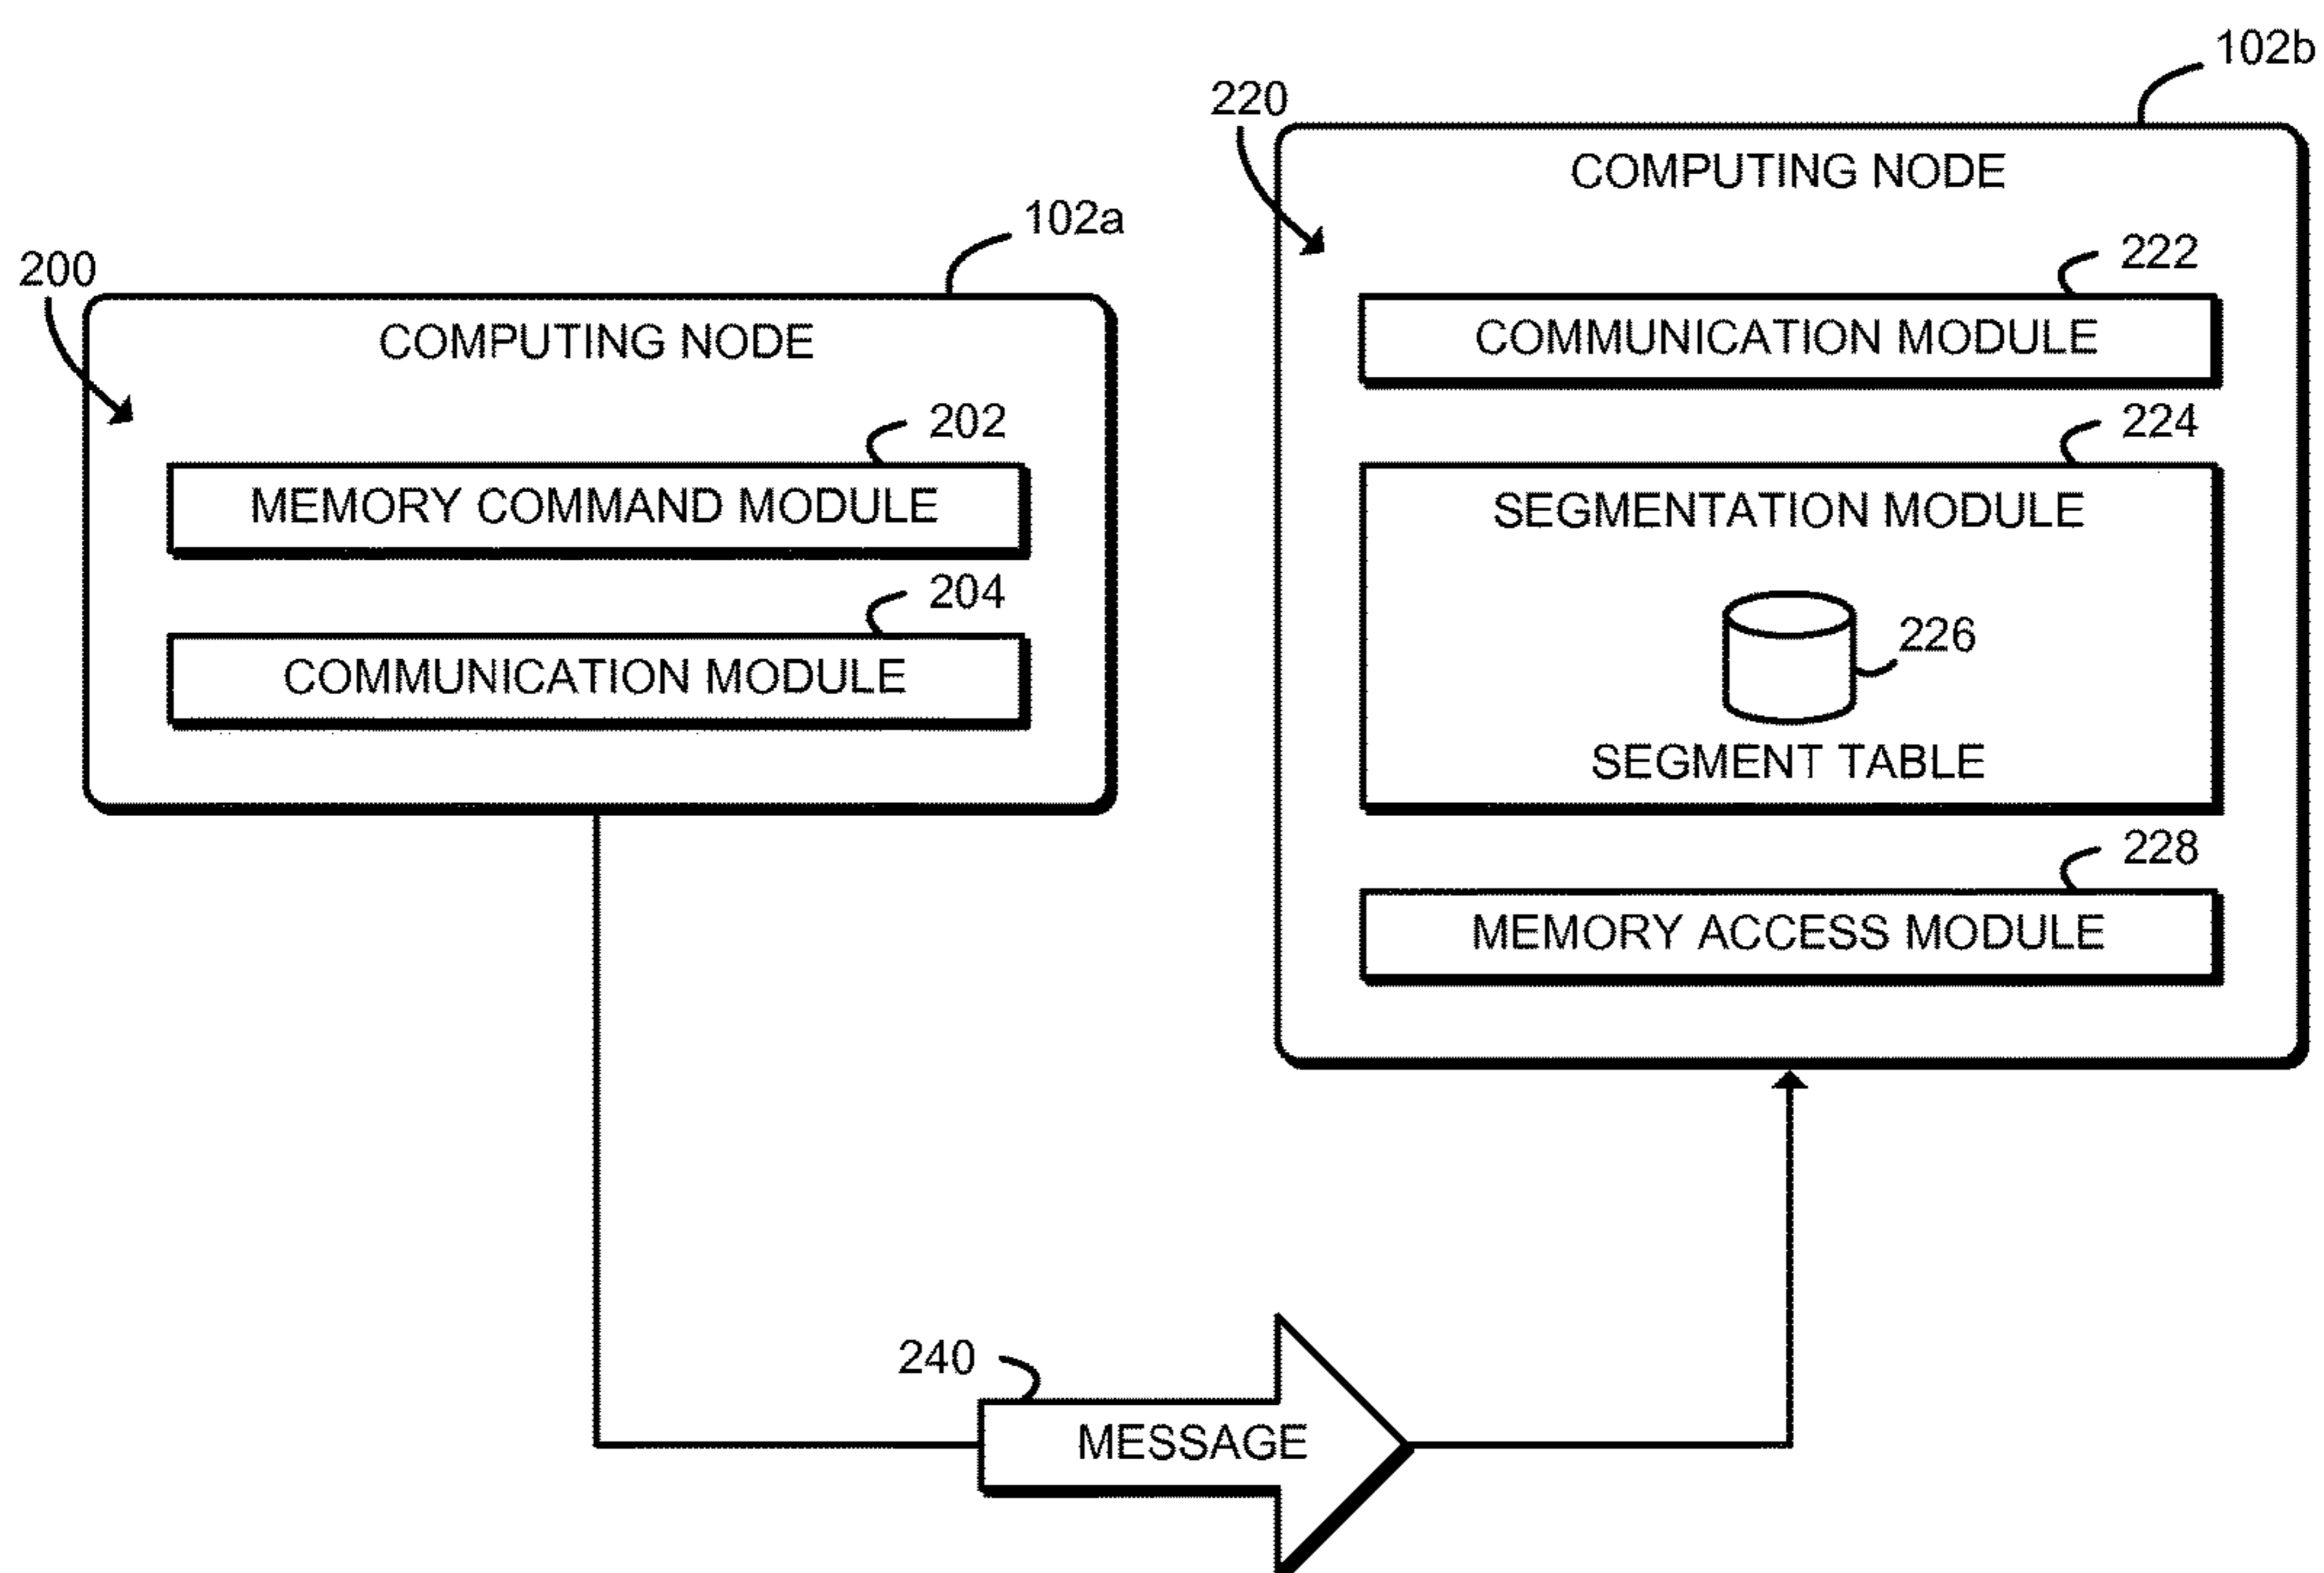 102b
220
COMPUTING NODE
102a
222
200
COMMUNICATION MODULE
COMPUTING NODE
202
224
MEMORY COMMAND MODULE
SEGMENTATION MODULE
204
226
COMMUNICATION MODULE
SEGMENT TABLE
228
MEMORY ACCESS MODULE
240
MESSAGE